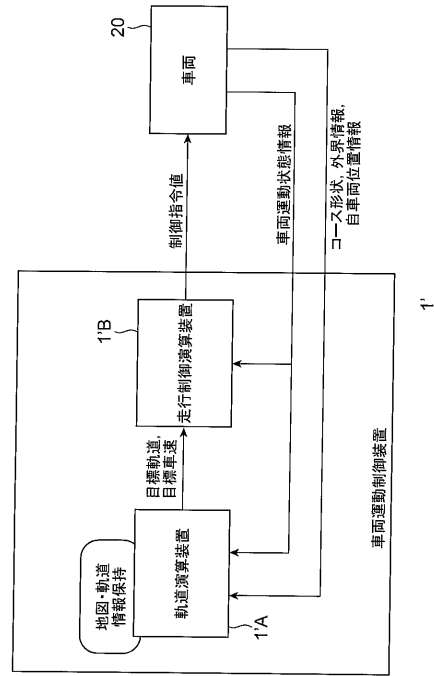 地図・軌道
情報保持
軌道演算装置
1'A
目標軌道,
目標車速
走行制御演算装置
1'B
制御指令値
車両
20
車両運動状態情報
コース形状, 外界情報,
自車両位置情報
車両運動制御装置
1'